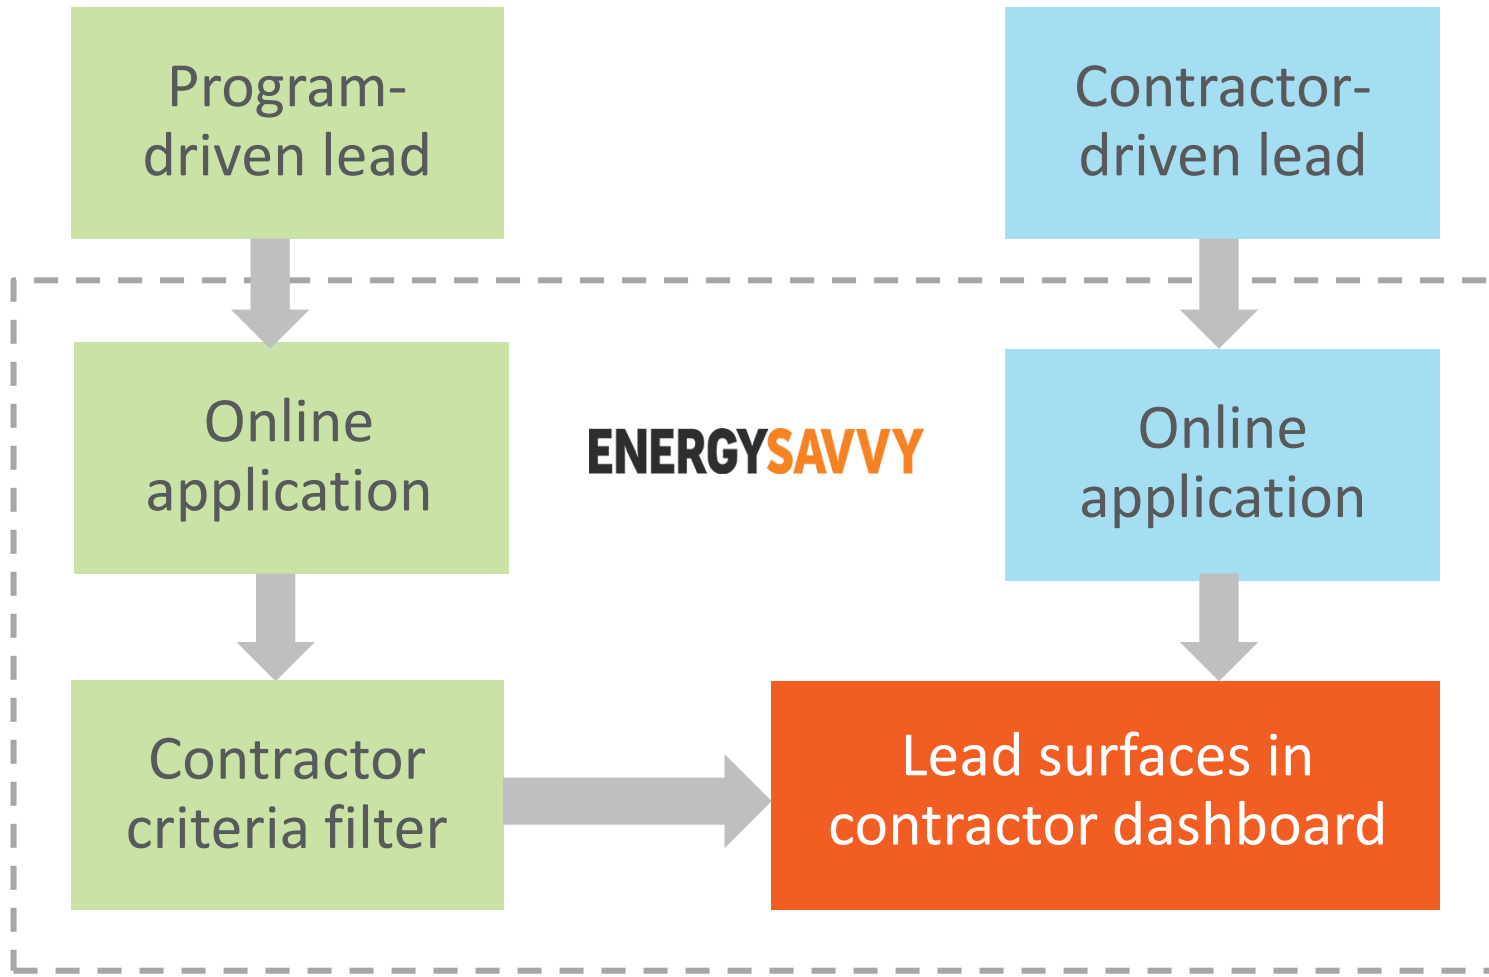 Program-
driven lead
Contractor-
driven lead
Online
application
ENERGYSAVVY
Online
application
Contractor
criteria filter
Lead surfaces in
contractor dashboard